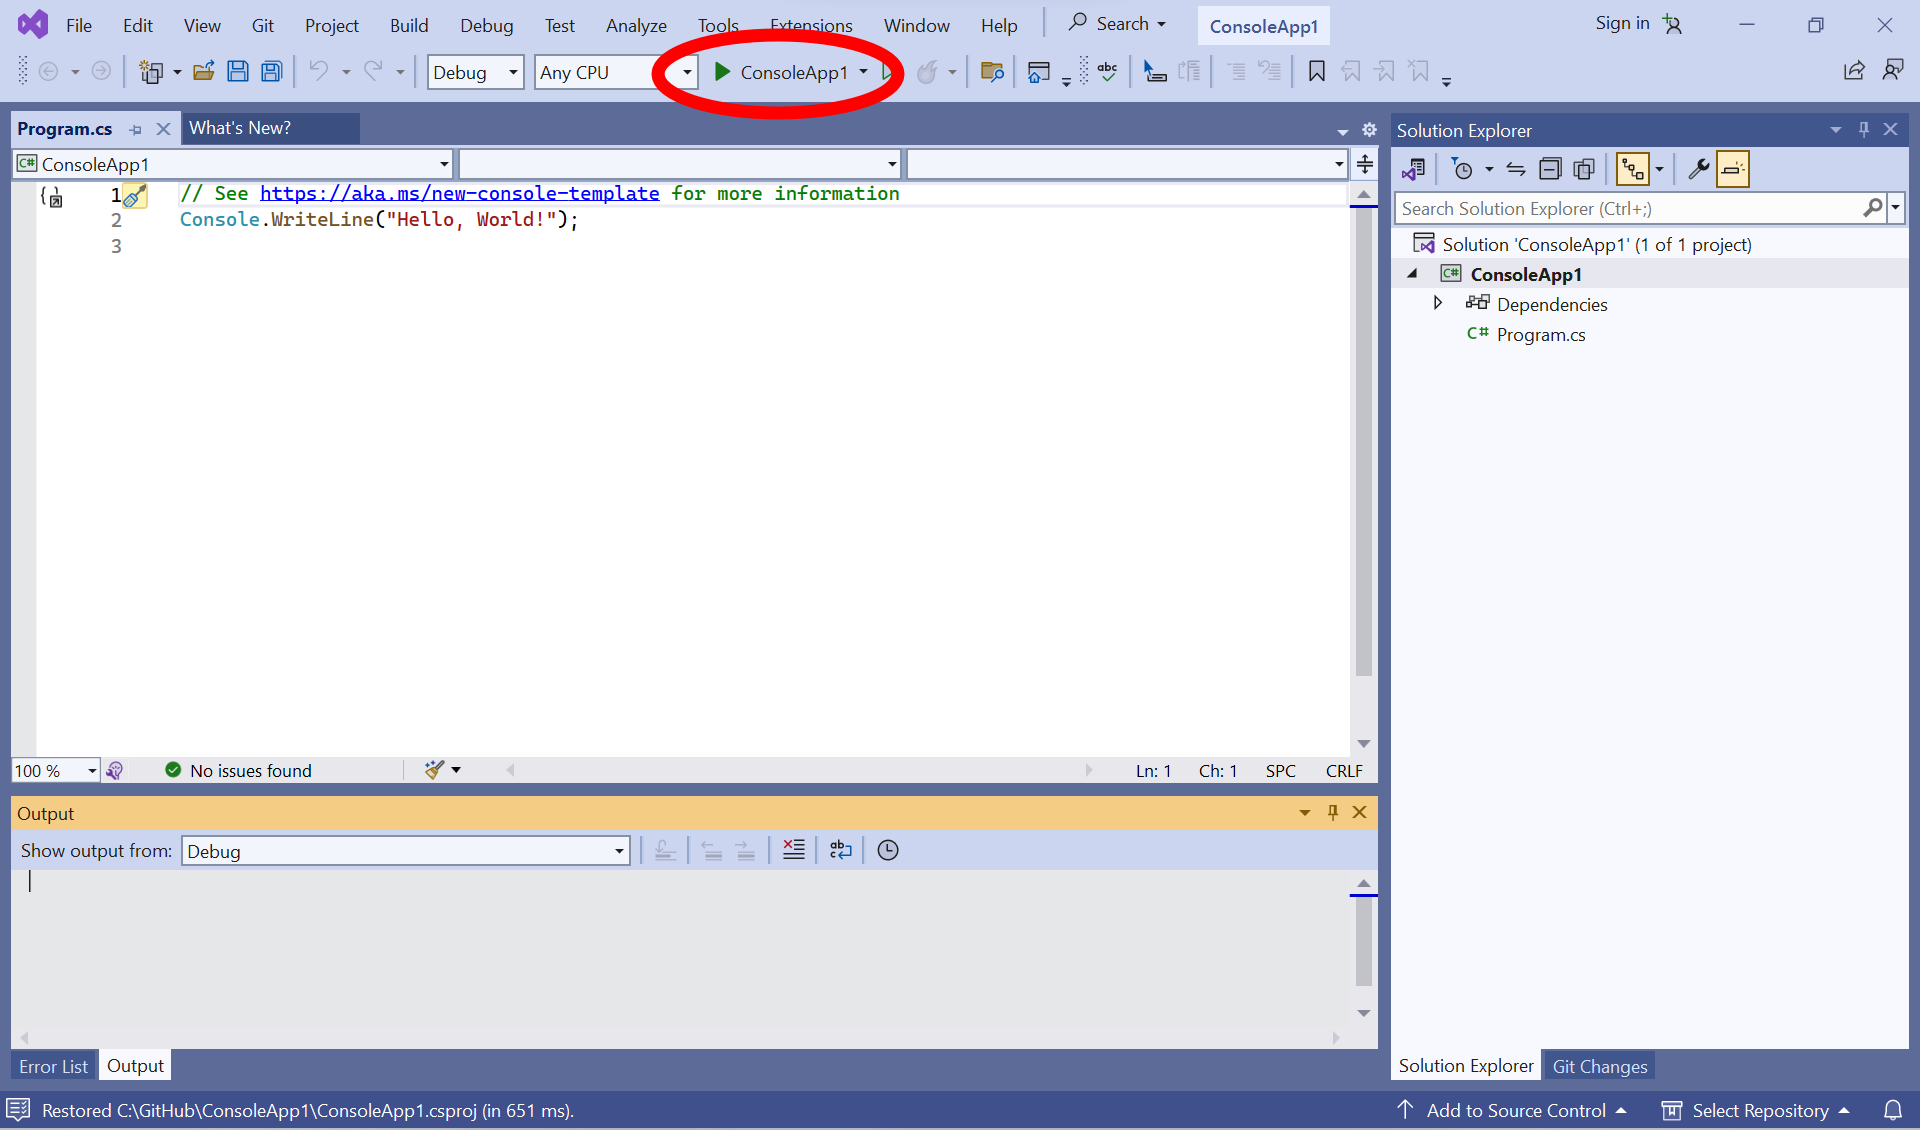 File Edit View Git Project Build Debug Test Analyze Tools Extensions Window Help Search ConsoleApp1 Sign in
Debug Any CPU ConsoleApp1 abc
Program.cs What's New?
C# ConsoleApp1
1 // See https://aka.ms/new-console-template for more information
2 Console.WriteLine("Hello, World!");
3
100 % No issues found Ln: 1 Ch: 1 SPC CRLF
Output
Show output from: Debug
Error List Output
Solution Explorer
Search Solution Explorer (Ctrl+;)
Solution 'ConsoleApp1' (1 of 1 project)
C# ConsoleApp1
Dependencies
C# Program.cs
Solution Explorer Git Changes
Restored C:\GitHub\ConsoleApp1\ConsoleApp1.csproj (in 651 ms). Add to Source Control Select Repository